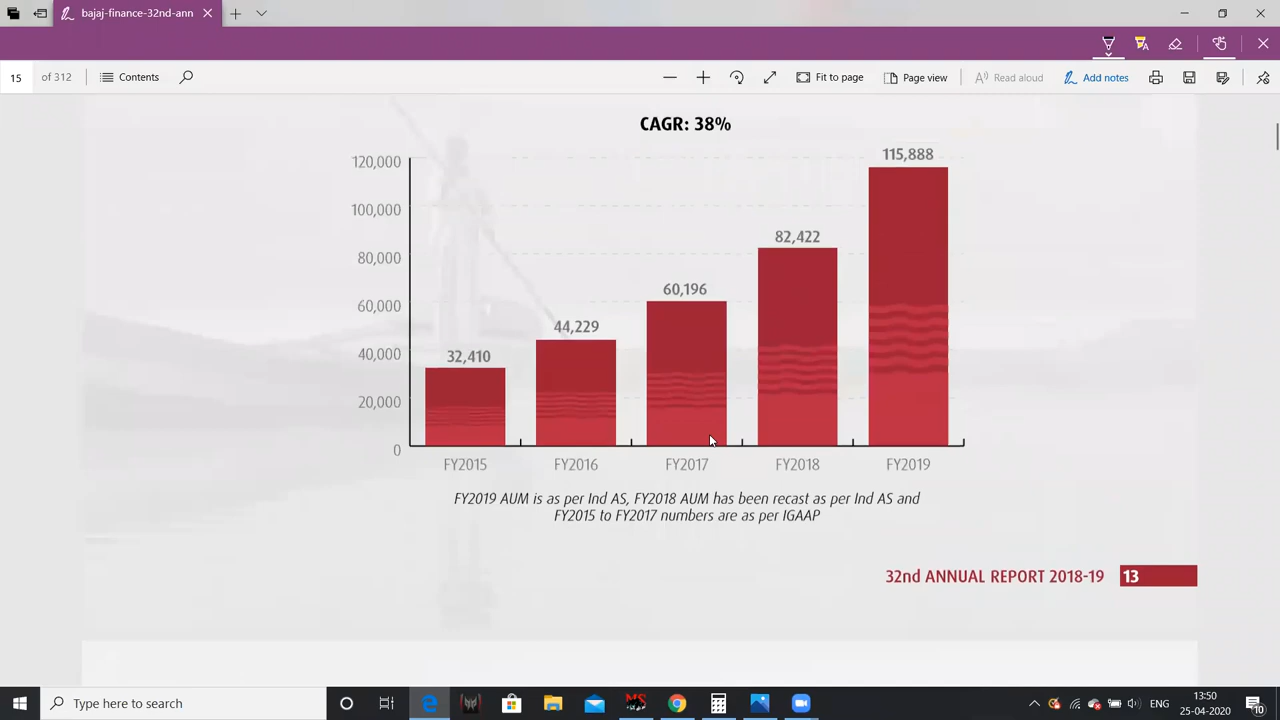 bajaj-finance-32nd-ann
15 of 312 Contents Fit to page Page view Read aloud Add notes
CAGR: 38%
120,000
100,000
80,000
60,000
40,000
20,000
0
32,410
44,229
60,196
82,422
115,888
FY2015 FY2016 FY2017 FY2018 FY2019
FY2019 AUM is as per Ind AS, FY2018 AUM has been recast as per Ind AS and
FY2015 to FY2017 numbers are as per IGAAP
32nd ANNUAL REPORT 2018-19 13
Type here to search
ENG
13:50
25-04-2020